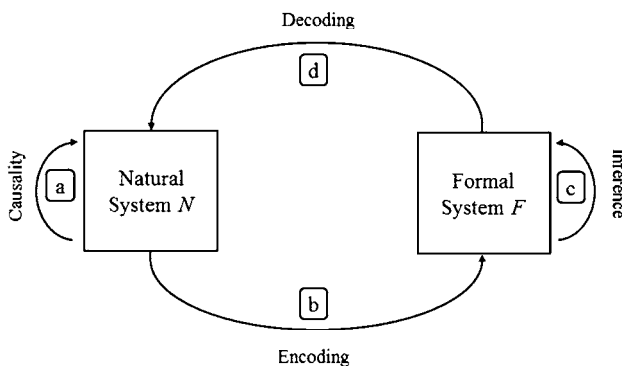 Decoding
d
Causality
a
Natural
System N
Formal
System F
c
Inference
b
Encoding